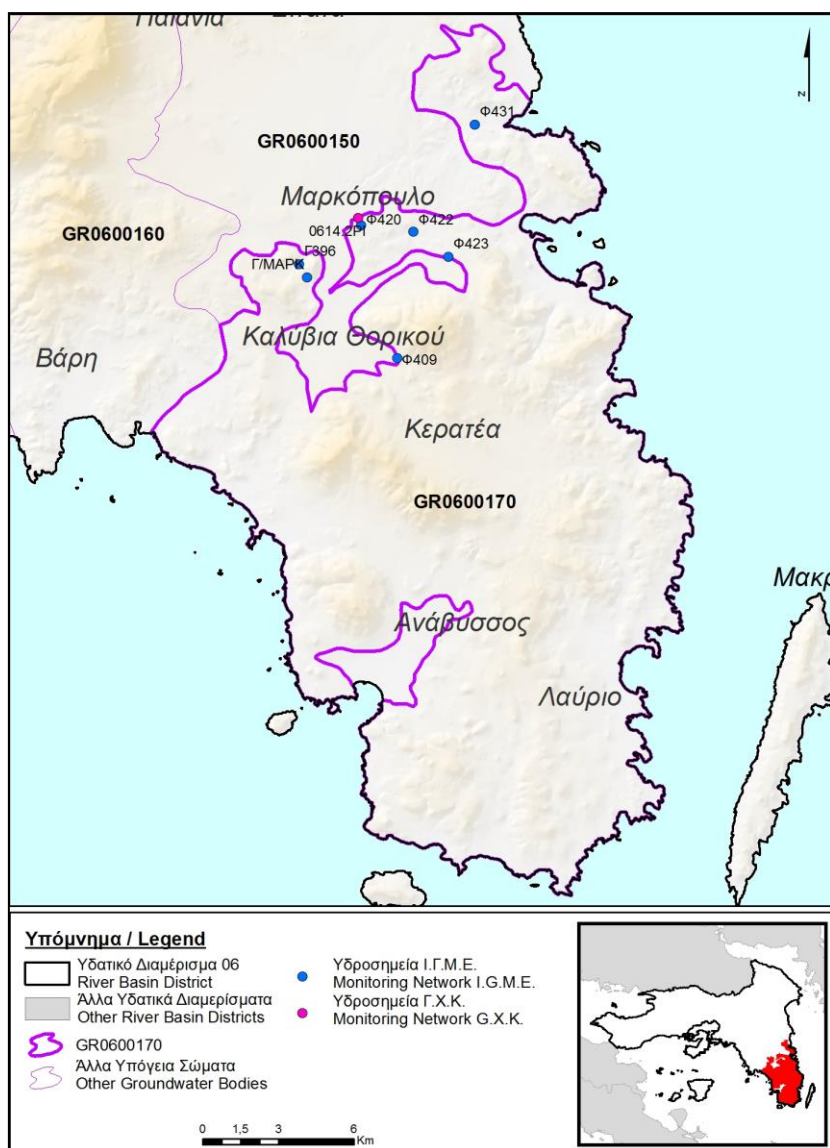 Παιανία
Σπάτα
Φ431
GR0600150
Μαρκόπουλο
Φ420
Φ422
0614.2Ρ1
GR0600160
Φ423
Γ396
Γ/ΜΑΡΚ
Καλύβια Θορικού
Βάρη
Φ409
Κερατέα
GR0600170
Μακρ
Ανάβυσσος
Λαύριο
z
Υπόμνημα / Legend
Υδατικό Διαμέρισμα 06
River Basin District
Άλλα Υδατικά Διαμερίσματα
Other River Basin Districts
GR0600170
Άλλα Υπόγεια Σώματα
Other Groundwater Bodies
Υδροσημεία Ι.Γ.Μ.Ε.
Monitoring Network I.G.M.E.
Υδροσημεία Γ.Χ.Κ.
Monitoring Network G.X.K.
0 1,5 3 6
Km